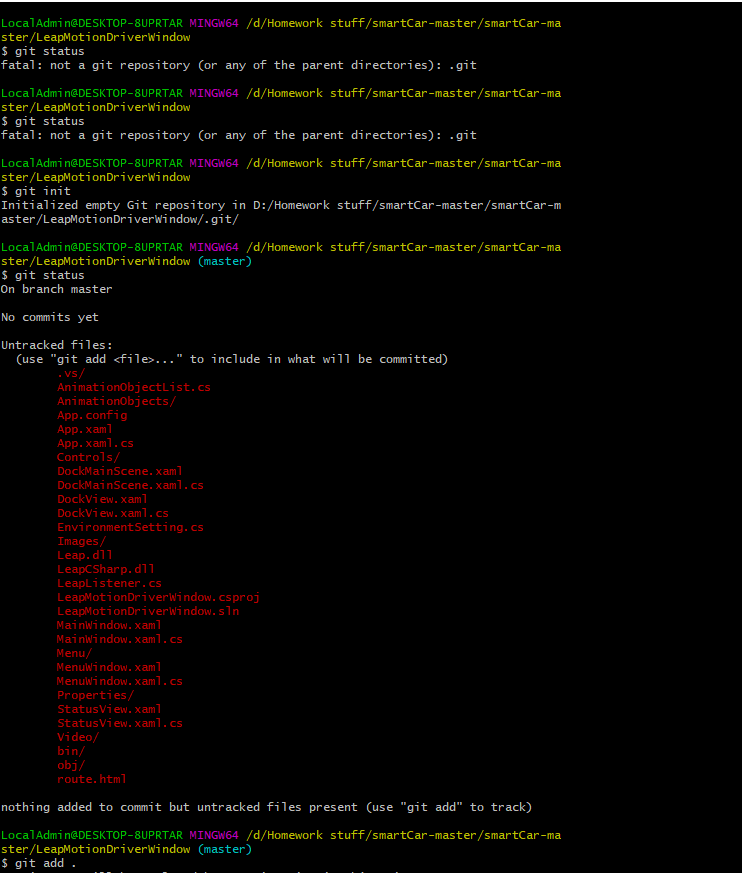 LocalAdmin@DESKTOP-8UPRTAR MINGW64 /d/Homework stuff/smartCar-master/smartCar-ma
ster/LeapMotionDriverWindow
$ git status
fatal: not a git repository (or any of the parent directories): .git
LocalAdmin@DESKTOP-8UPRTAR MINGW64 /d/Homework stuff/smartCar-master/smartCar-ma
ster/LeapMotionDriverWindow
$ git status
fatal: not a git repository (or any of the parent directories): .git
LocalAdmin@DESKTOP-8UPRTAR MINGW64 /d/Homework stuff/smartCar-master/smartCar-ma
ster/LeapMotionDriverWindow
$ git init
Initialized empty Git repository in D:/Homework stuff/smartCar-master/smartCar-m
aster/LeapMotionDriverWindow/.git/
LocalAdmin@DESKTOP-8UPRTAR MINGW64 /d/Homework stuff/smartCar-master/smartCar-ma
ster/LeapMotionDriverWindow (master)
$ git status
On branch master
No commits yet
Untracked files:
  (use "git add <file>..." to include in what will be committed)
        .vs/
        AnimationObjectList.cs
        AnimationObjects/
        App.config
        App.xaml
        App.xaml.cs
        Controls/
        DockMainScene.xaml
        DockMainScene.xaml.cs
        DockView.xaml
        DockView.xaml.cs
        EnvironmentSetting.cs
        Images/
        Leap.dll
        LeapCSharp.dll
        LeapListener.cs
        LeapMotionDriverWindow.csproj
        LeapMotionDriverWindow.sln
        MainWindow.xaml
        MainWindow.xaml.cs
        Menu/
        MenuWindow.xaml
        MenuWindow.xaml.cs
        Properties/
        StatusView.xaml
        StatusView.xaml.cs
        Video/
        bin/
        obj/
        route.html
nothing added to commit but untracked files present (use "git add" to track)
LocalAdmin@DESKTOP-8UPRTAR MINGW64 /d/Homework stuff/smartCar-master/smartCar-ma
ster/LeapMotionDriverWindow (master)
$ git add .